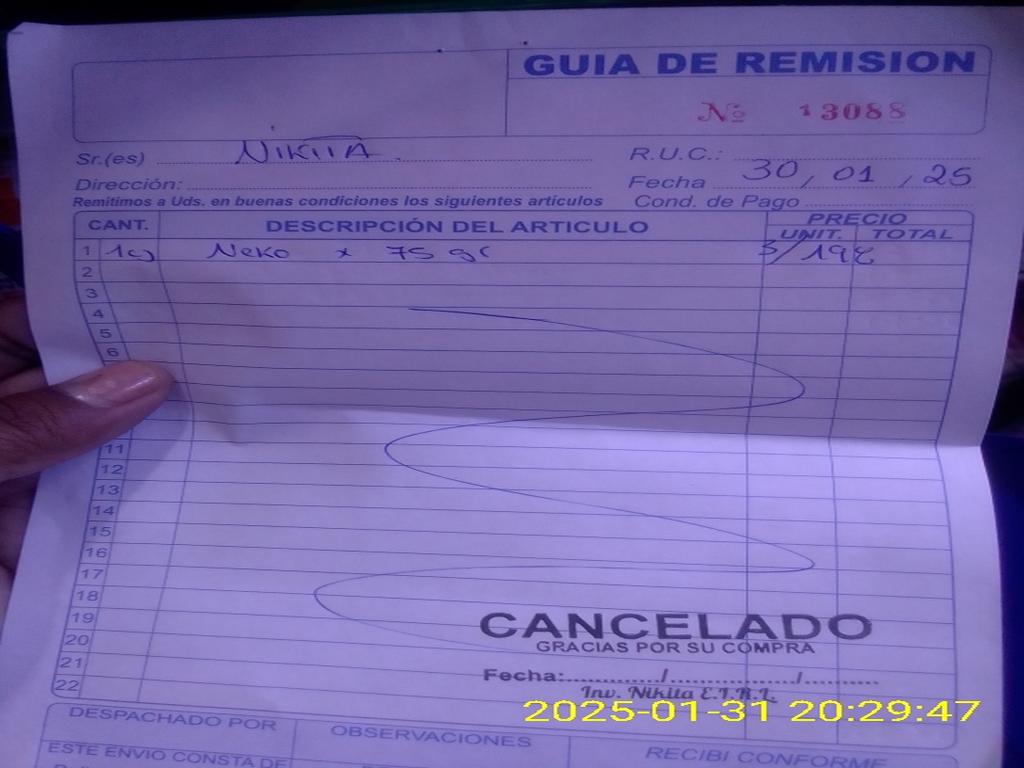 GUIA DE REMISION
Nº 13088
Sr.(es) NIKITA
R.U.C.:
Dirección:
Fecha 30/01/25
Remitimos a Uds. en buenas condiciones los siguientes artículos
Cond. de Pago
CANT. DESCRIPCIÓN DEL ARTICULO PRECIO
UNIT. TOTAL
1 Neko x 75 gr
2
3
4
5
6
11
12
13
14
15
16
17
18
19
20
21
22
CANCELADO
GRACIAS POR SU COMPRA
Fecha:............/............/.........
Inv. Nikita E.I.R.L.
2025-01-31 20:29:47
DESPACHADO POR
OBSERVACIONES
RECIBI CONFORME
ESTE ENVIO CONSTA DE